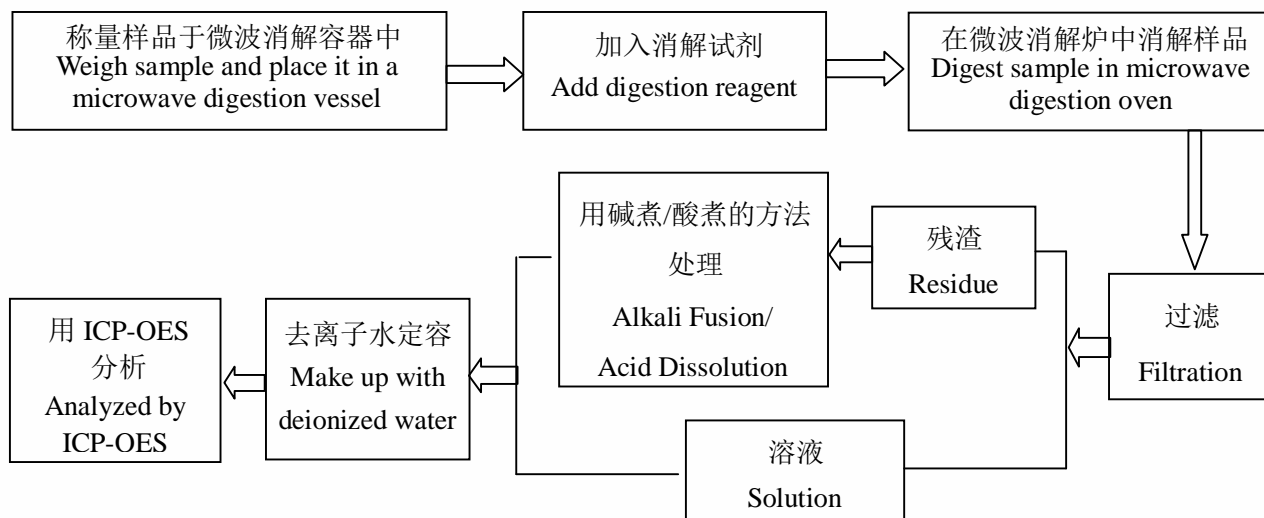 称量样品于微波消解容器中
Weigh sample and place it in a
microwave digestion vessel
加入消解试剂
Add digestion reagent
在微波消解炉中消解样品
Digest sample in microwave
digestion oven
过滤
Filtration
残渣
Residue
用碱煮/酸煮的方法
处理
Alkali Fusion/
Acid Dissolution
溶液
Solution
去离子水定容
Make up with
deionized water
用 ICP-OES
分析
Analyzed by
ICP-OES